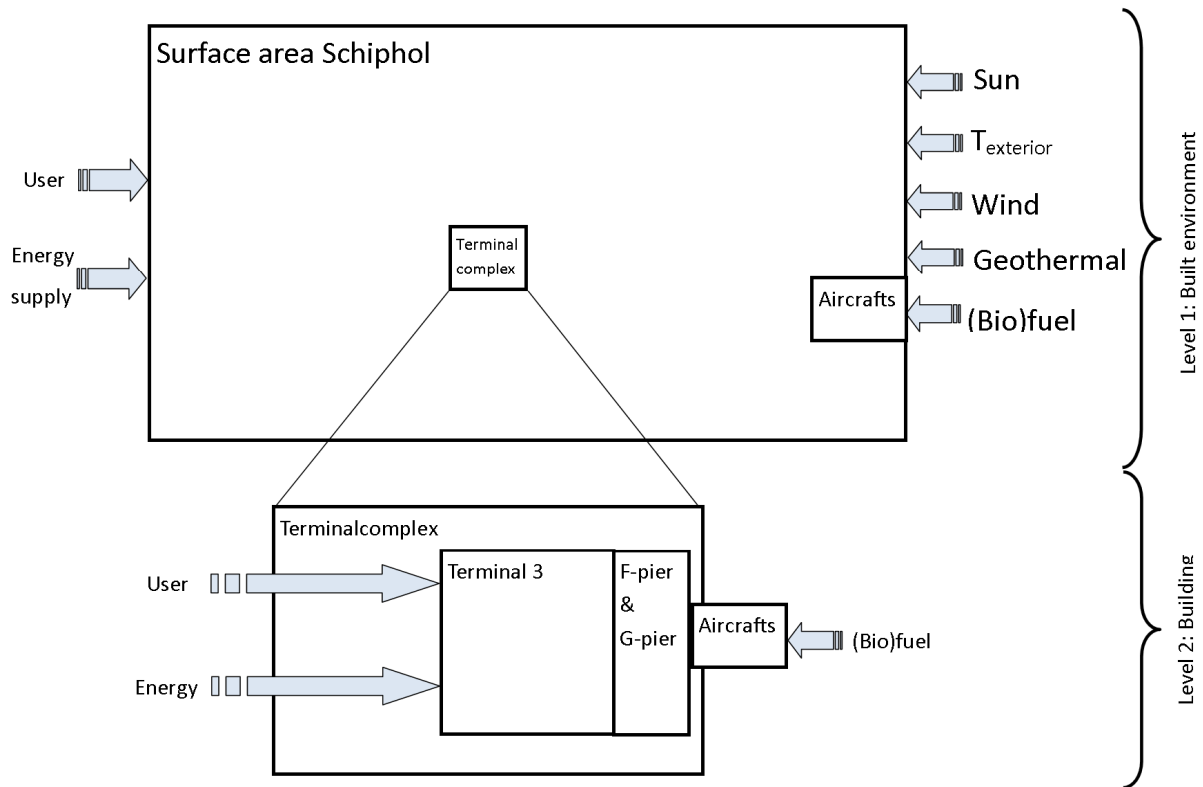 Surface area Schiphol
User
Energy
supply
Terminal
complex
Aircrafts
Sun
T exterior
Wind
Geothermal
(Bio)fuel
Level 1: Built environment
Terminalcomplex
User
Energy
Terminal 3
F-pier
&
G-pier
Aircrafts
(Bio)fuel
Level 2: Building